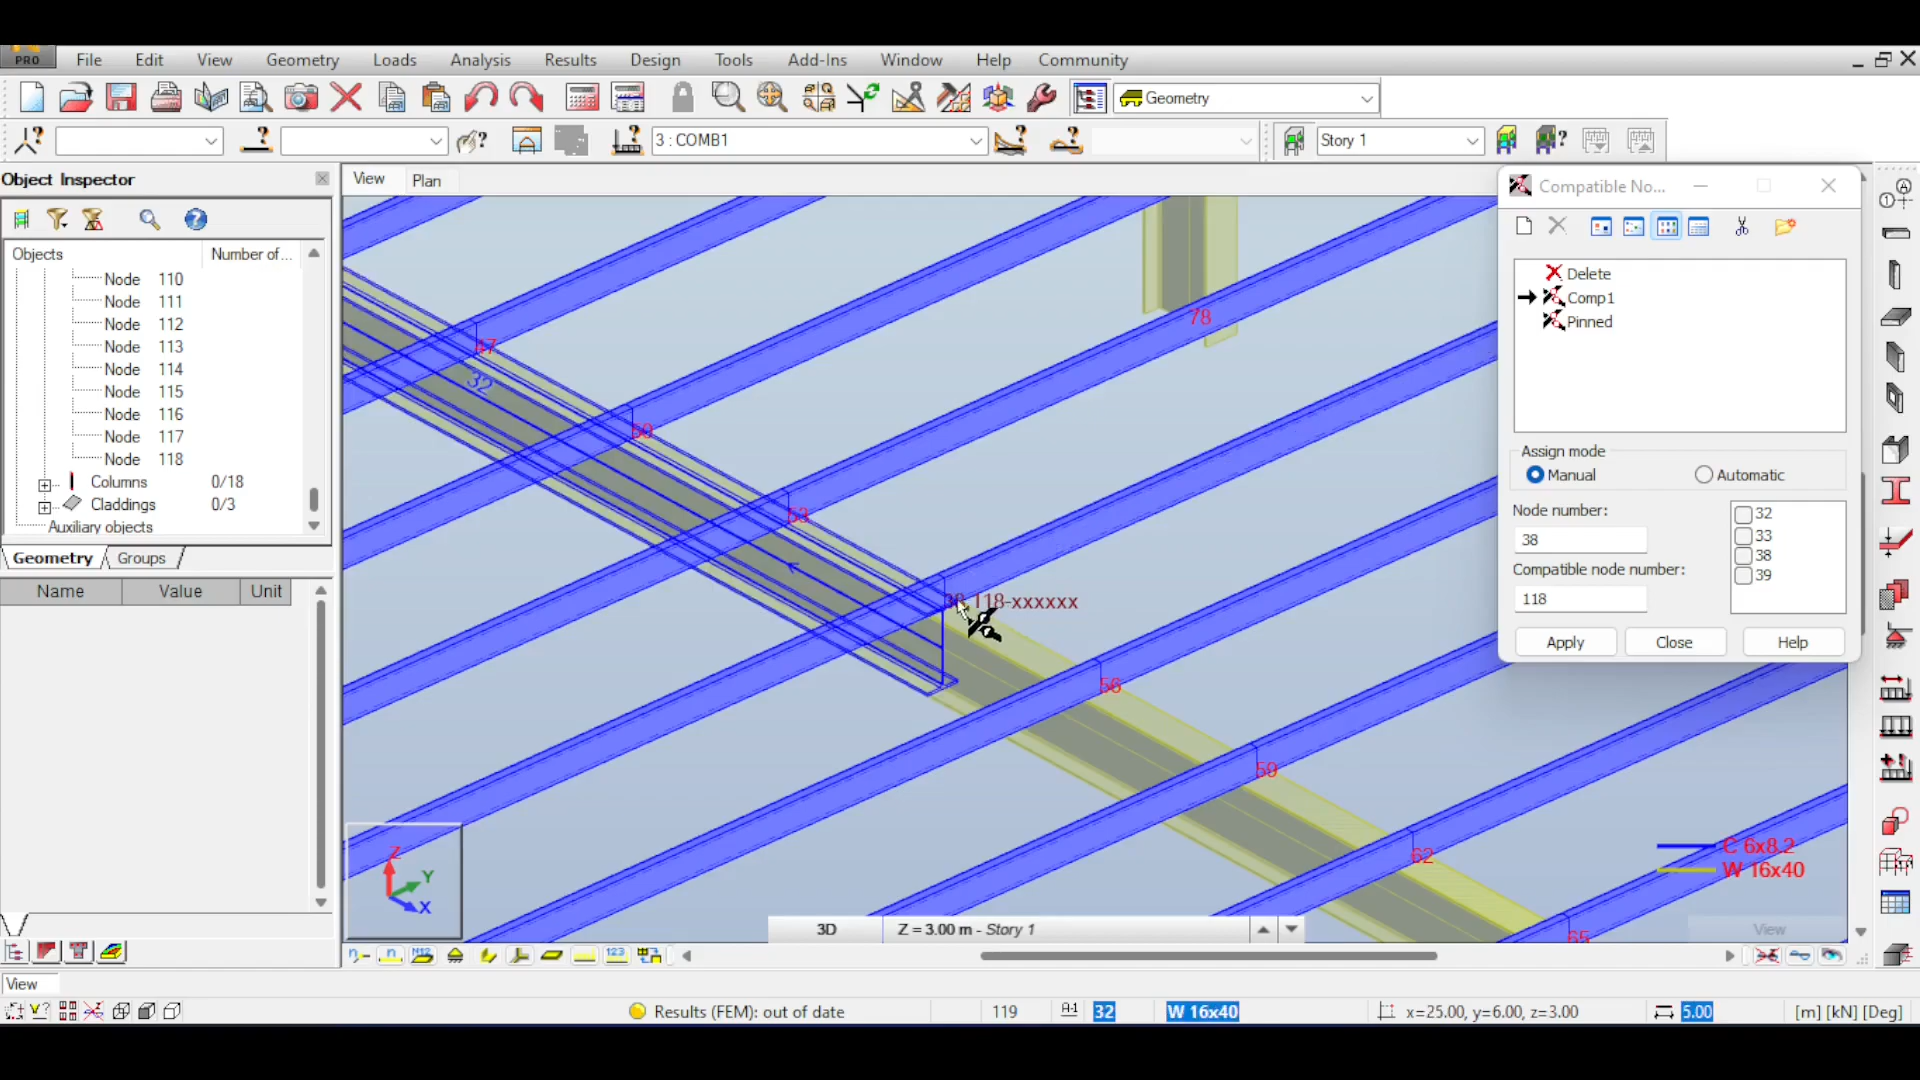 PRO File Edit View Geometry Loads Analysis Results Design Tools Add-Ins Window Help Community
Geometry
3 : COMB1
Story 1
Object Inspector
Objects Number of...
Node 110
Node 111
Node 112
Node 113
Node 114
Node 115
Node 116
Node 117
Node 118
Columns 0/18
Claddings 0/3
Auxiliary objects
Geometry Groups
Name Value Unit
View Plan
47
32
60
53
78
38 118-xxxxxx
56
59
62
65
Z
Y
X
C 6x8.2
W 16x40
3D Z = 3.00 m - Story 1
View
Compatible No...
Delete
Comp1
Pinned
Assign mode
Manual Automatic
Node number:
38
Compatible node number:
118
32
33
38
39
Apply Close Help
View
Results (FEM): out of date 119 32 W 16x40 x=25.00, y=6.00, z=3.00 5.00 [m] [kN] [Deg]